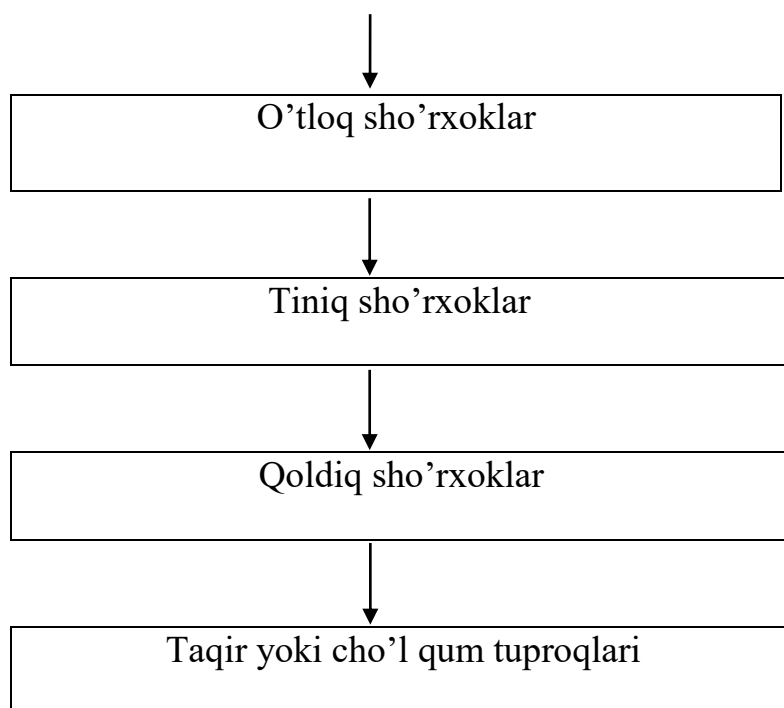 O’tloq sho’rxoklar
Tiniq sho’rxoklar
Qoldiq sho’rxoklar
Taqir yoki cho’l qum tuproqlari